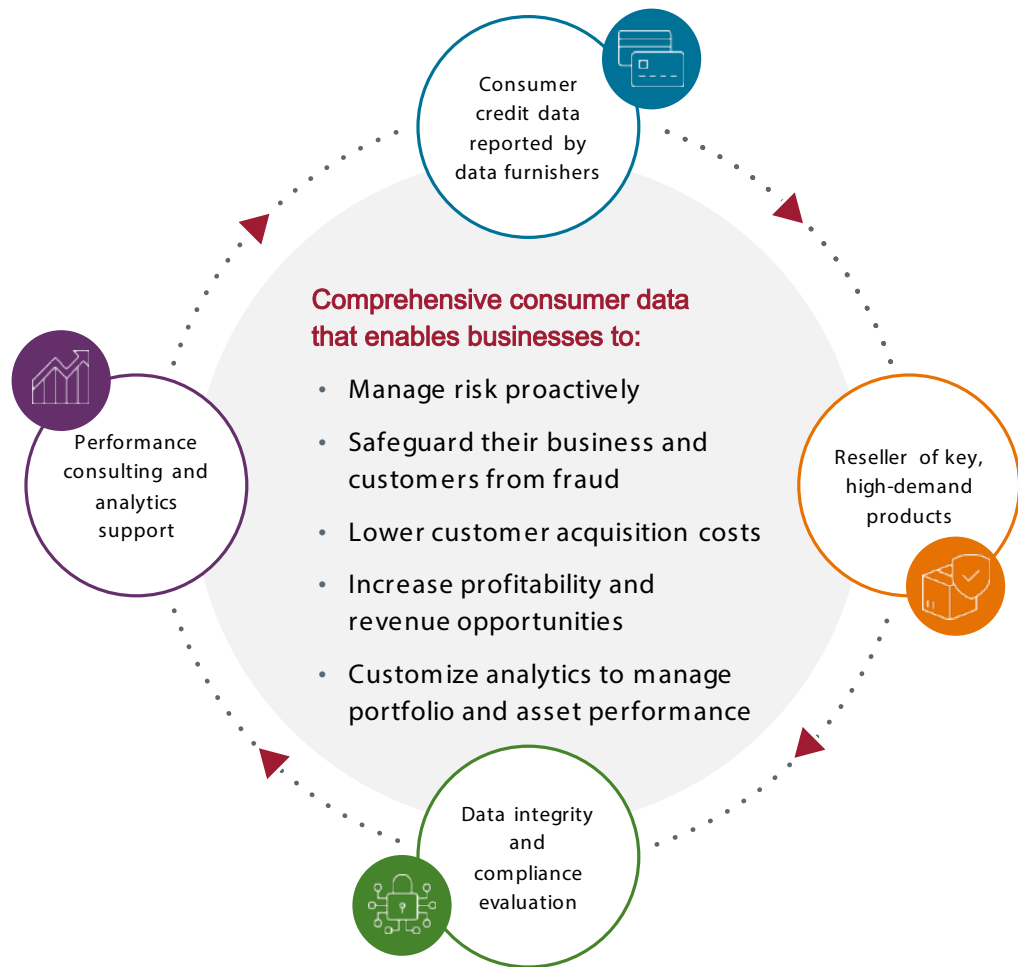 Consumer
credit data
reported by
data furnishers
Comprehensive consumer data
that enables businesses to:
• Manage risk proactively
• Safeguard their business and
customers from fraud
• Lower customer acquisition costs
• Increase profitability and
revenue opportunities
• Customize analytics to manage
portfolio and asset performance
Performance
consulting and
analytics
support
Reseller of key,
high-demand
products
Data integrity
and
compliance
evaluation